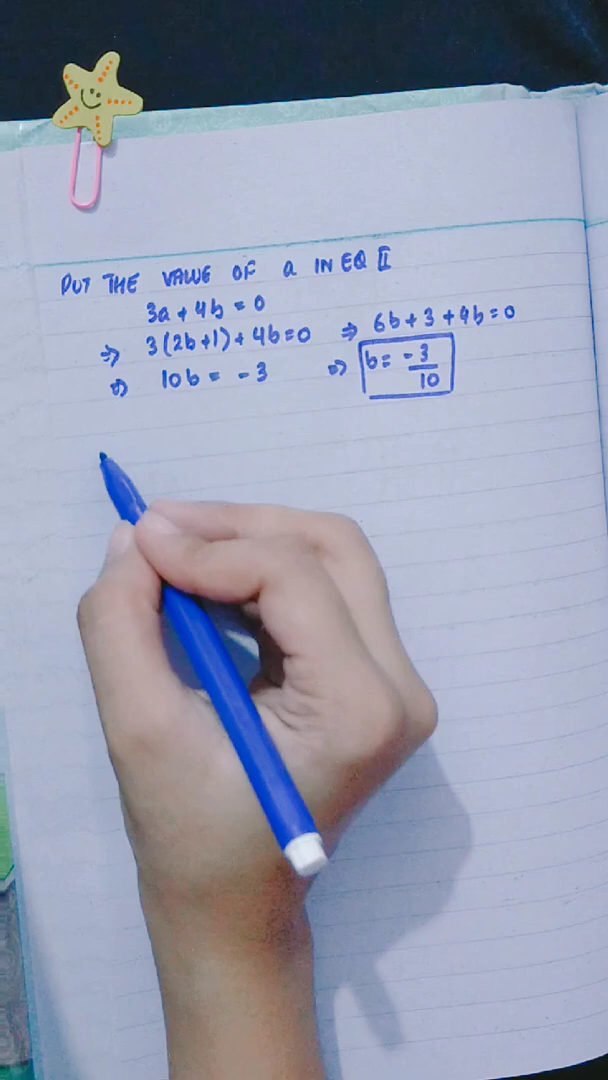 PUT THE VALUE OF a IN EQ II
3a + 4b = 0
⇒ 3(2b+1) + 4b = 0 ⇒ 6b + 3 + 4b = 0
⇒ 10b = -3 ⇒ b = -3/10